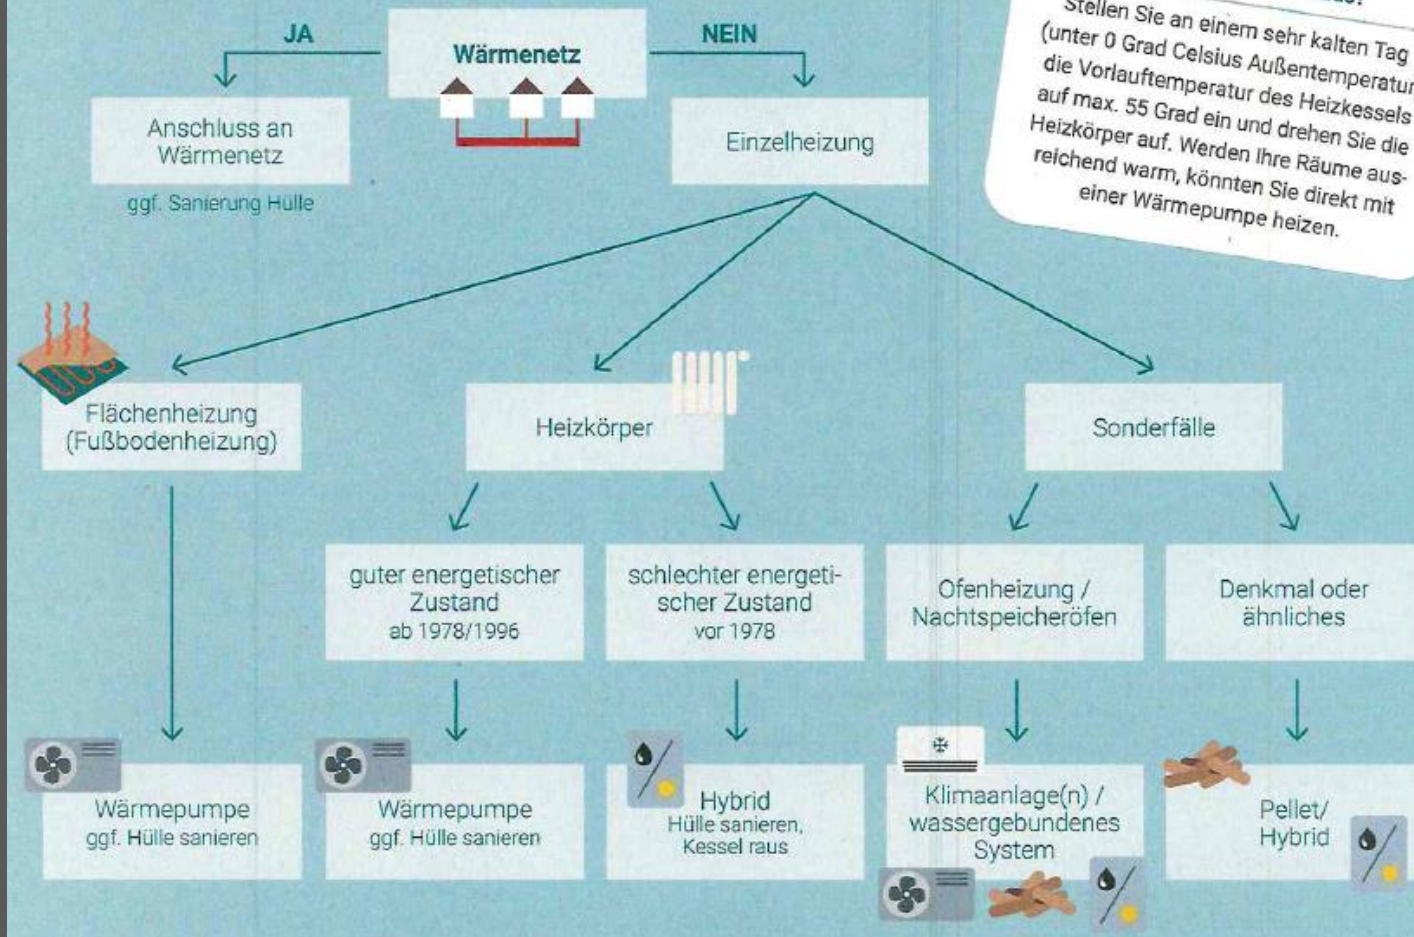 JA
Wärmenetz
NEIN
Anschluss an
Wärmenetz
ggf. Sanierung Hülle
Einzelheizung
Stellen Sie an einem sehr kalten Tag
(unter 0 Grad Celsius Außentemperatur
die Vorlauftemperatur des Heizkessels
auf max. 55 Grad ein und drehen Sie die
Heizkörper auf. Werden Ihre Räume aus-
reichend warm, könnten Sie direkt mit
einer Wärmepumpe heizen.
Flächenheizung
(Fußbodenheizung)
Heizkörper
Sonderfälle
guter energetischer
Zustand
ab 1978/1996
schlechter energeti-
scher Zustand
vor 1978
Ofenheizung /
Nachtspeicheröfen
Denkmal oder
ähnliches
Wärmepumpe
ggf. Hülle sanieren
Wärmepumpe
ggf. Hülle sanieren
Hybrid
Hülle sanieren,
Kessel raus
Klimaanlage(n) /
wassergebundenes
System
Pellet/
Hybrid